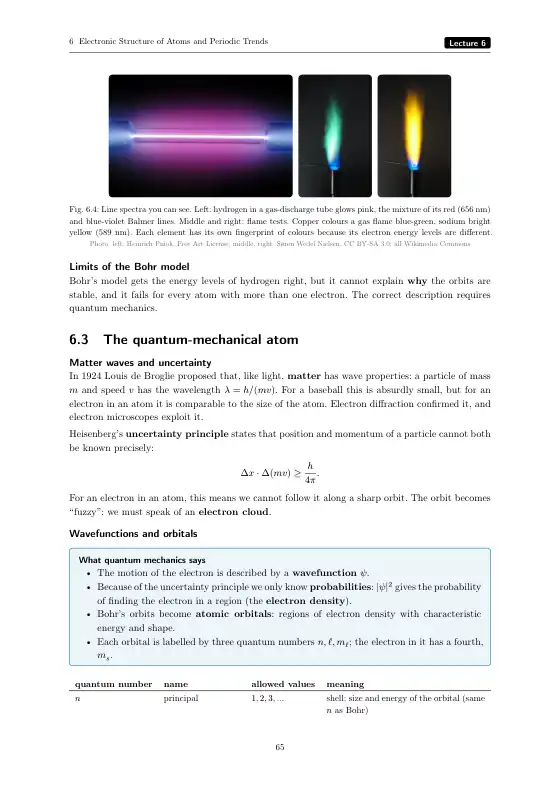 6 Electronic Structure of Atoms and Periodic Trends
Lecture 6
Fig. 6.4: Line spectra you can see. Left: hydrogen in a gas-discharge tube glows pink, the mixture of its red (656 nm)
and blue-violet Balmer lines. Middle and right: flame tests. Copper colours a gas flame blue-green, sodium bright
yellow (589 nm). Each element has its own fingerprint of colours because its electron energy levels are different.
Photo: left: Heinrich Pniok, Free Art License; middle, right: Søren Wedel Nielsen, CC BY-SA 3.0; all Wikimedia Commons
Limits of the Bohr model
Bohr's model gets the energy levels of hydrogen right, but it cannot explain why the orbits are
stable, and it fails for every atom with more than one electron. The correct description requires
quantum mechanics.
6.3 The quantum-mechanical atom
Matter waves and uncertainty
In 1924 Louis de Broglie proposed that, like light, matter has wave properties: a particle of mass
m and speed v has the wavelength λ = h/(mv). For a baseball this is absurdly small, but for an
electron in an atom it is comparable to the size of the atom. Electron diffraction confirmed it, and
electron microscopes exploit it.
Heisenberg's uncertainty principle states that position and momentum of a particle cannot both
be known precisely:
Δx · Δ(mv) ≥ h/4π.
For an electron in an atom, this means we cannot follow it along a sharp orbit. The orbit becomes
“fuzzy”: we must speak of an electron cloud.
Wavefunctions and orbitals
What quantum mechanics says
• The motion of the electron is described by a wavefunction ψ.
• Because of the uncertainty principle we only know probabilities: |ψ|² gives the probability
of finding the electron in a region (the electron density).
• Bohr's orbits become atomic orbitals: regions of electron density with characteristic
energy and shape.
• Each orbital is labelled by three quantum numbers n, ℓ, mℓ; the electron in it has a fourth,
mₛ.
quantum number name allowed values meaning
n principal 1, 2, 3, ... shell; size and energy of the orbital (same
n as Bohr)
65